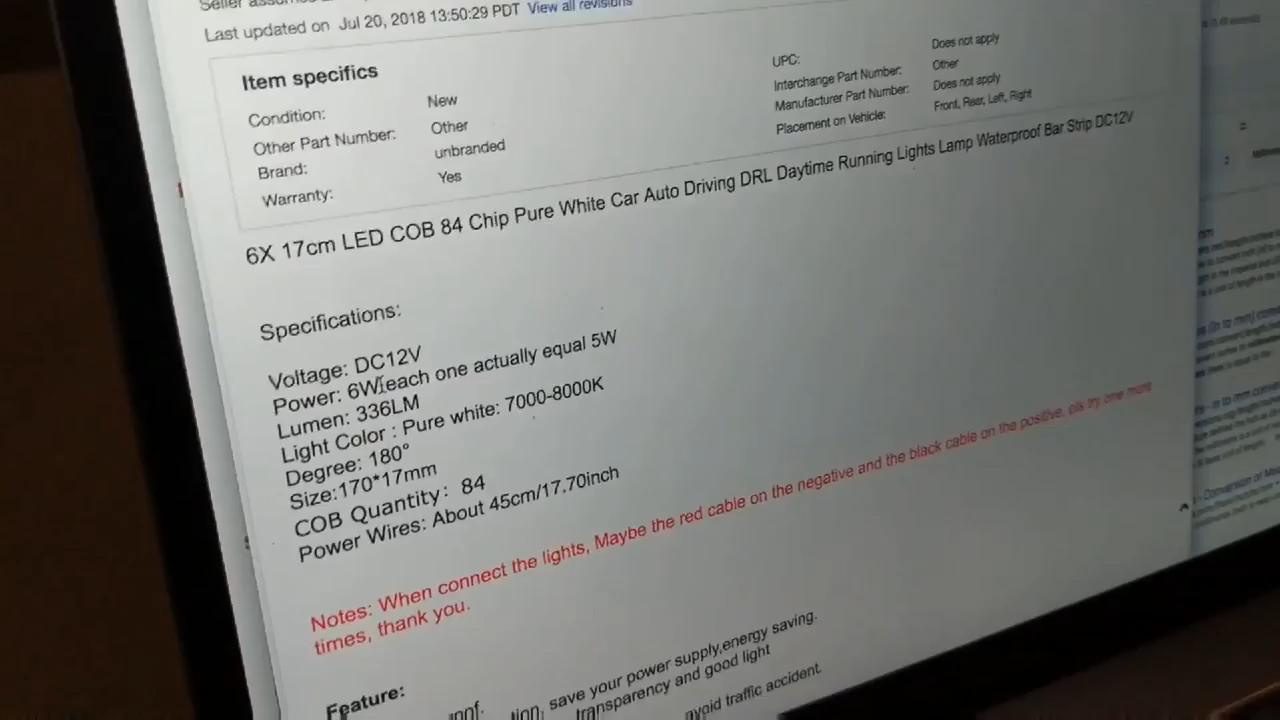 Seller assumes all
Last updated on Jul 20, 2018 13:50:29 PDT View all revisions
Item specifics
Condition: New
Other Part Number: Other
Brand: unbranded
Warranty: Yes
UPC: Does not apply
Interchange Part Number: Other
Manufacturer Part Number: Does not apply
Placement on Vehicle: Front, Rear, Left, Right
6X 17cm LED COB 84 Chip Pure White Car Auto Driving DRL Daytime Running Lights Lamp Waterproof Bar Strip DC12V
Specifications:
Voltage: DC12V
Power: 6W/each one actually equal 5W
Lumen: 336LM
Light Color : Pure white: 7000-8000K
Degree: 180°
Size:170*17mm
COB Quantity: 84
Power Wires: About 45cm/17.70inch
Notes: When connect the lights, Maybe the red cable on the negative and the black cable on the positive, pls try one more
times, thank you.
Feature:
save your power supply,energy saving.
transparency and good light
avoid traffic accident.